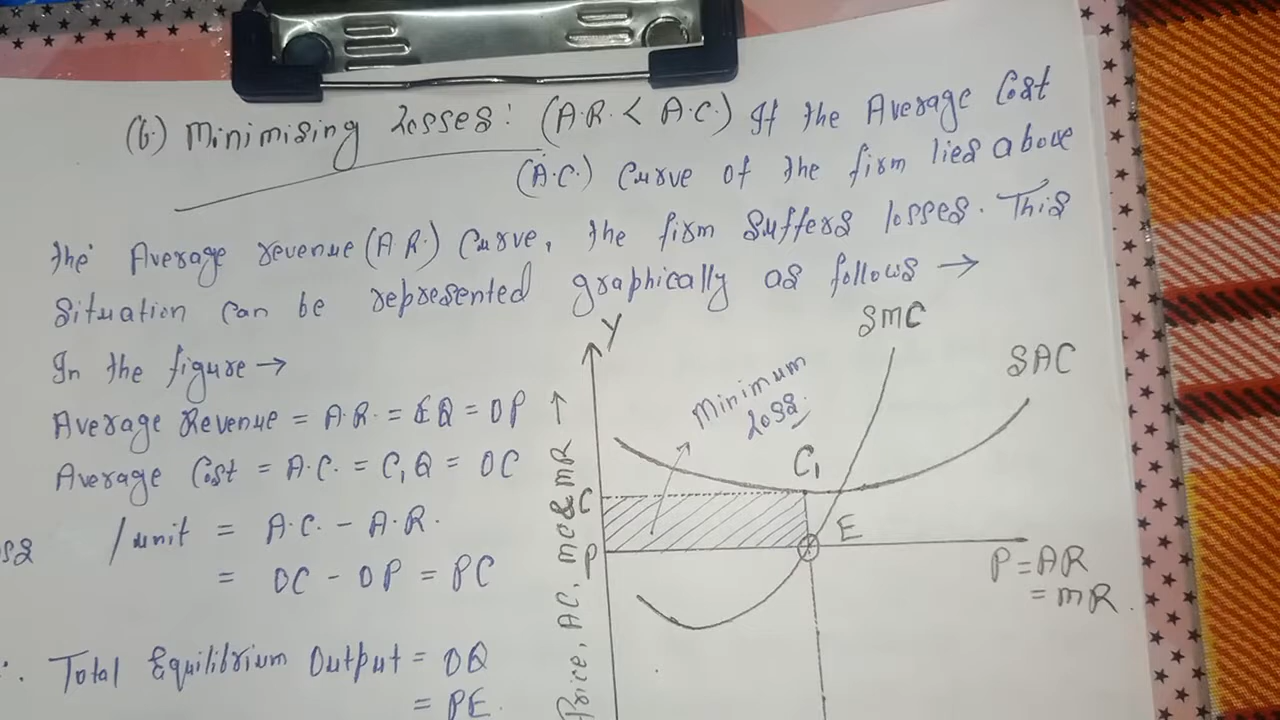 (b.) Minimising Losses: (A.R. < A.C.) If the Average Cost
(A.C.) Curve of the firm lies above
the Average revenue (A.R.) Curve, the firm suffers losses. This
situation can be represented graphically as follows →
In the figure →
Average Revenue = A.R. = EQ = OP
Average Cost = A.C. = C₁Q = OC
/unit = A.C. - A.R.
= OC - OP = PC
∴ Total Equilibrium Output = OQ
= PE.
Y
SMC
SAC
Minimum
Loss.
C₁
C
P
E
P = AR
= MR.
Price, AC, MC & MR →